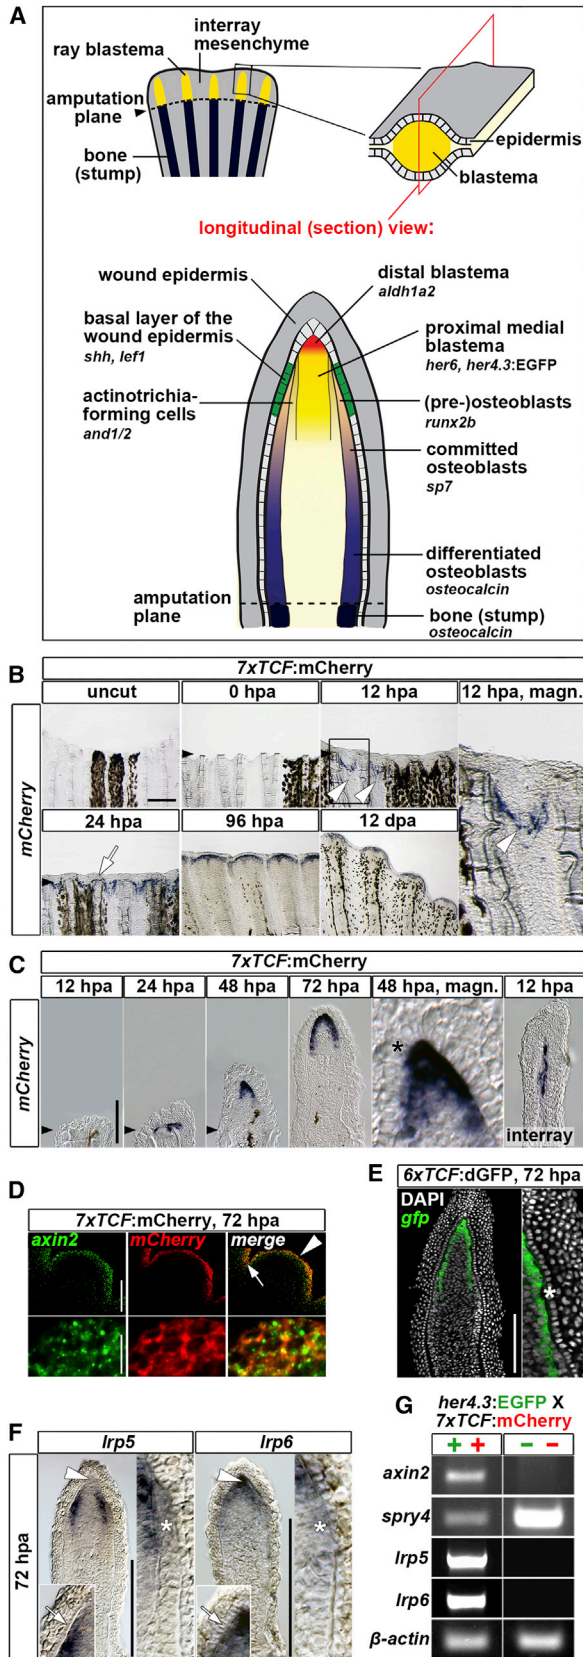 A
ray blastema
interray
mesenchyme
amputation
plane
bone
(stump)
epidermis
blastema
longitudinal (section) view:
wound epidermis
distal blastema
aldh1a2
basal layer of the
wound epidermis
shh, lef1
proximal medial
blastema
her6, her4.3:EGFP
actinotrichia-
forming cells
and1/2
(pre-)osteoblasts
runx2b
committed
osteoblasts
sp7
differentiated
osteoblasts
osteocalcin
amputation
plane
bone (stump)
osteocalcin
B
7xTCF:mCherry
uncut
0 hpa
12 hpa
12 hpa, magn.
mCherry
24 hpa
96 hpa
12 dpa
C
7xTCF:mCherry
12 hpa
24 hpa
48 hpa
72 hpa
48 hpa, magn.
12 hpa
mCherry
*
interray
D
7xTCF:mCherry, 72 hpa
axin2
mCherry
merge
E
6xTCF:dGFP, 72 hpa
DAPI
gfp
*
F
lrp5
lrp6
72 hpa
*
*
G
her4.3:EGFP X
7xTCF:mCherry
+ + − −
axin2
spry4
lrp5
lrp6
β-actin